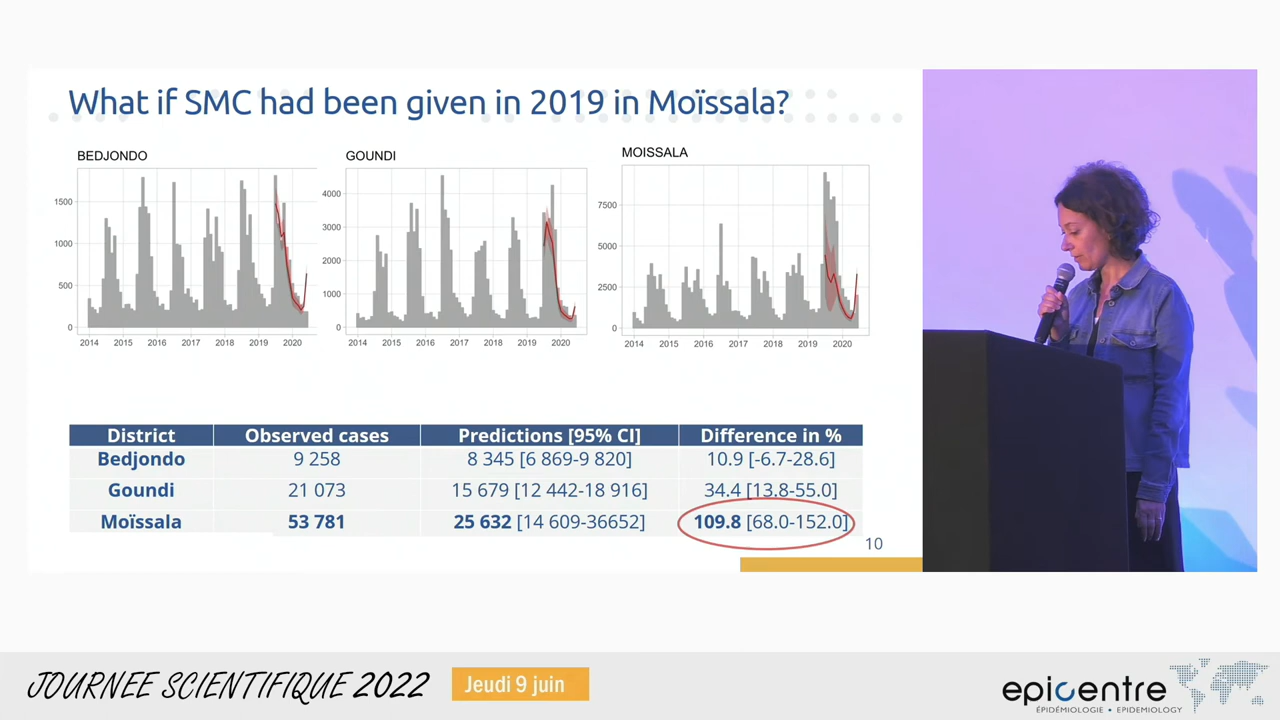 What if SMC had been given in 2019 in Moïssala?
BEDJONDO
1500
1000
500
0
2014 2015 2016 2017 2018 2019 2020
GOUNDI
4000
3000
2000
1000
0
2014 2015 2016 2017 2018 2019 2020
MOISSALA
7500
5000
2500
0
2014 2015 2016 2017 2018 2019 2020
District Observed cases Predictions [95% CI] Difference in %
Bedjondo 9 258 8 345 [6 869-9 820] 10.9 [-6.7-28.6]
Goundi 21 073 15 679 [12 442-18 916] 34.4 [13.8-55.0]
Moïssala 53 781 25 632 [14 609-36652] 109.8 [68.0-152.0]
10
JOURNEE SCIENTIFIQUE 2022
Jeudi 9 juin
epicentre
ÉPIDÉMIOLOGIE • EPIDEMIOLOGY